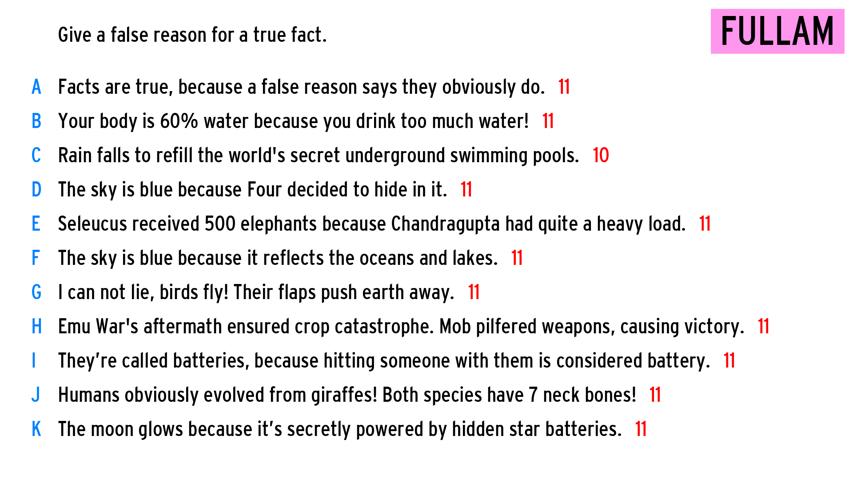 Give a false reason for a true fact.
FULLAM
A Facts are true, because a false reason says they obviously do. 11
B Your body is 60% water because you drink too much water! 11
C Rain falls to refill the world's secret underground swimming pools. 10
D The sky is blue because Four decided to hide in it. 11
E Seleucus received 500 elephants because Chandragupta had quite a heavy load. 11
F The sky is blue because it reflects the oceans and lakes. 11
G I can not lie, birds fly! Their flaps push earth away. 11
H Emu War's aftermath ensured crop catastrophe. Mob pilfered weapons, causing victory. 11
I They’re called batteries, because hitting someone with them is considered battery. 11
J Humans obviously evolved from giraffes! Both species have 7 neck bones! 11
K The moon glows because it’s secretly powered by hidden star batteries. 11